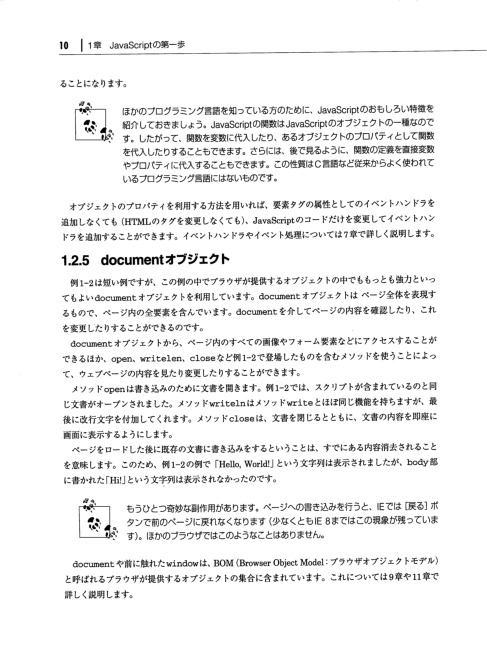 10 1章 JavaScriptの第一歩
ることになります。
ほかのプログラミング言語を知っている方のために、JavaScriptのおもしろい特徴を
紹介しておきましょう。JavaScriptの関数はJavaScriptのオブジェクトの一種なので
す。したがって、関数を変数に代入したり、あるオブジェクトのプロパティとして関数
を代入したりすることもできます。さらには、後で見るように、関数の定義を直接変数
やプロパティに代入することもできます。この性質はC言語など従来からよく使われて
いるプログラミング言語にはないものです。
オブジェクトのプロパティを利用する方法を用いれば、要素タグの属性としてのイベントハンドラを
追加しなくても(HTMLのタグを変更しなくても)、JavaScriptのコードだけを変更してイベントハン
ドラを追加することができます。イベントハンドラやイベント処理については7章で詳しく説明します。
1.2.5 documentオブジェクト
例1-2は短い例ですが、この例の中でブラウザが提供するオブジェクトの中でももっとも強力といっ
てもよいdocumentオブジェクトを利用しています。documentオブジェクトは ページ全体を表現す
るもので、ページ内の全要素を含んでいます。documentを介してページの内容を確認したり、これ
を変更したりすることができるのです。
documentオブジェクトから、ページ内のすべての画像やフォーム要素などにアクセスすることが
できるほか、open、writelen、closeなど例1-2で登場したものを含むメソッドを使うことによっ
て、ウェブページの内容を見たり変更したりすることができます。
メソッドopenは書き込みのために文書を開きます。例1-2では、スクリプトが含まれているのと同
じ文書がオープンされました。メソッドwritelnはメソッドwriteとほぼ同じ機能を持ちますが、最
後に改行文字を付加してくれます。メソッドcloseは、文書を閉じるとともに、文書の内容を即座に
画面に表示するようにします。
ページをロードした後に既存の文書に書き込みをするということは、すでにある内容消去されること
を意味します。このため、例1-2の例で「Hello, World!」という文字列は表示されましたが、body部
に書かれた「Hi!」という文字列は表示されなかったのです。
もうひとつ奇妙な副作用があります。ページへの書き込みを行うと、IEでは[戻る]ボ
タンで前のページに戻れなくなります(少なくともIE 8まではこの現象が残っていま
す)。ほかのブラウザではこのようなことはありません。
documentや前に触れたwindowは、BOM(Browser Object Model:ブラウザオブジェクトモデル)
と呼ばれるブラウザが提供するオブジェクトの集合に含まれています。これについては9章や11章で
詳しく説明します。